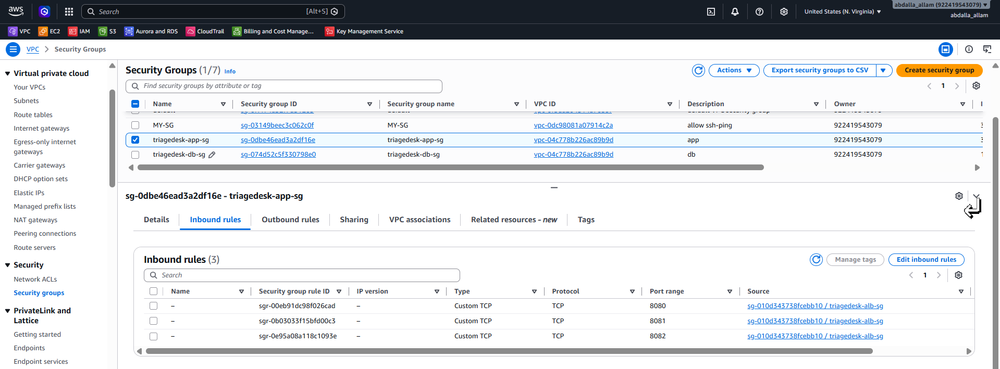 aws
Search [Alt+S]
United States (N. Virginia)
abdalla_allam (922419543079)
abdalla_allam
VPC EC2 IAM S3 Aurora and RDS CloudTrail Billing and Cost Manage... Key Management Service
VPC > Security Groups
Virtual private cloud
Your VPCs
Subnets
Route tables
Internet gateways
Egress-only internet
gateways
Carrier gateways
DHCP option sets
Elastic IPs
Managed prefix lists
NAT gateways
Peering connections
Route servers
Security
Network ACLs
Security groups
PrivateLink and
Lattice
Getting started
Endpoints
Endpoint services
Security Groups (1/7) Info
Actions
Export security groups to CSV
Create security group
Find security groups by attribute or tag
1
Name Security group ID Security group name VPC ID Description Owner
MY-SG sg-03149beec3c062c0f MY-SG vpc-0dc98081a07914c2a allow ssh-ping 922419543079
triagedesk-app-sg sg-0dbe46ead3a2df16e triagedesk-app-sg vpc-04c778b226ac89b9d app 922419543079
triagedesk-db-sg sg-074d52c5f330798e0 triagedesk-db-sg vpc-04c778b226ac89b9d db 922419543079
sg-0dbe46ead3a2df16e - triagedesk-app-sg
Details Inbound rules Outbound rules Sharing VPC associations Related resources - new Tags
Inbound rules (3)
Manage tags
Edit inbound rules
Search
1
Name Security group rule ID IP version Type Protocol Port range Source
– sgr-00eb91dc98f026cad – Custom TCP TCP 8080 sg-010d343738fcebb10 / triagedesk-alb-sg
– sgr-0b03033f15bfd00c3 – Custom TCP TCP 8081 sg-010d343738fcebb10 / triagedesk-alb-sg
– sgr-0e95a08a118c1093e – Custom TCP TCP 8082 sg-010d343738fcebb10 / triagedesk-alb-sg